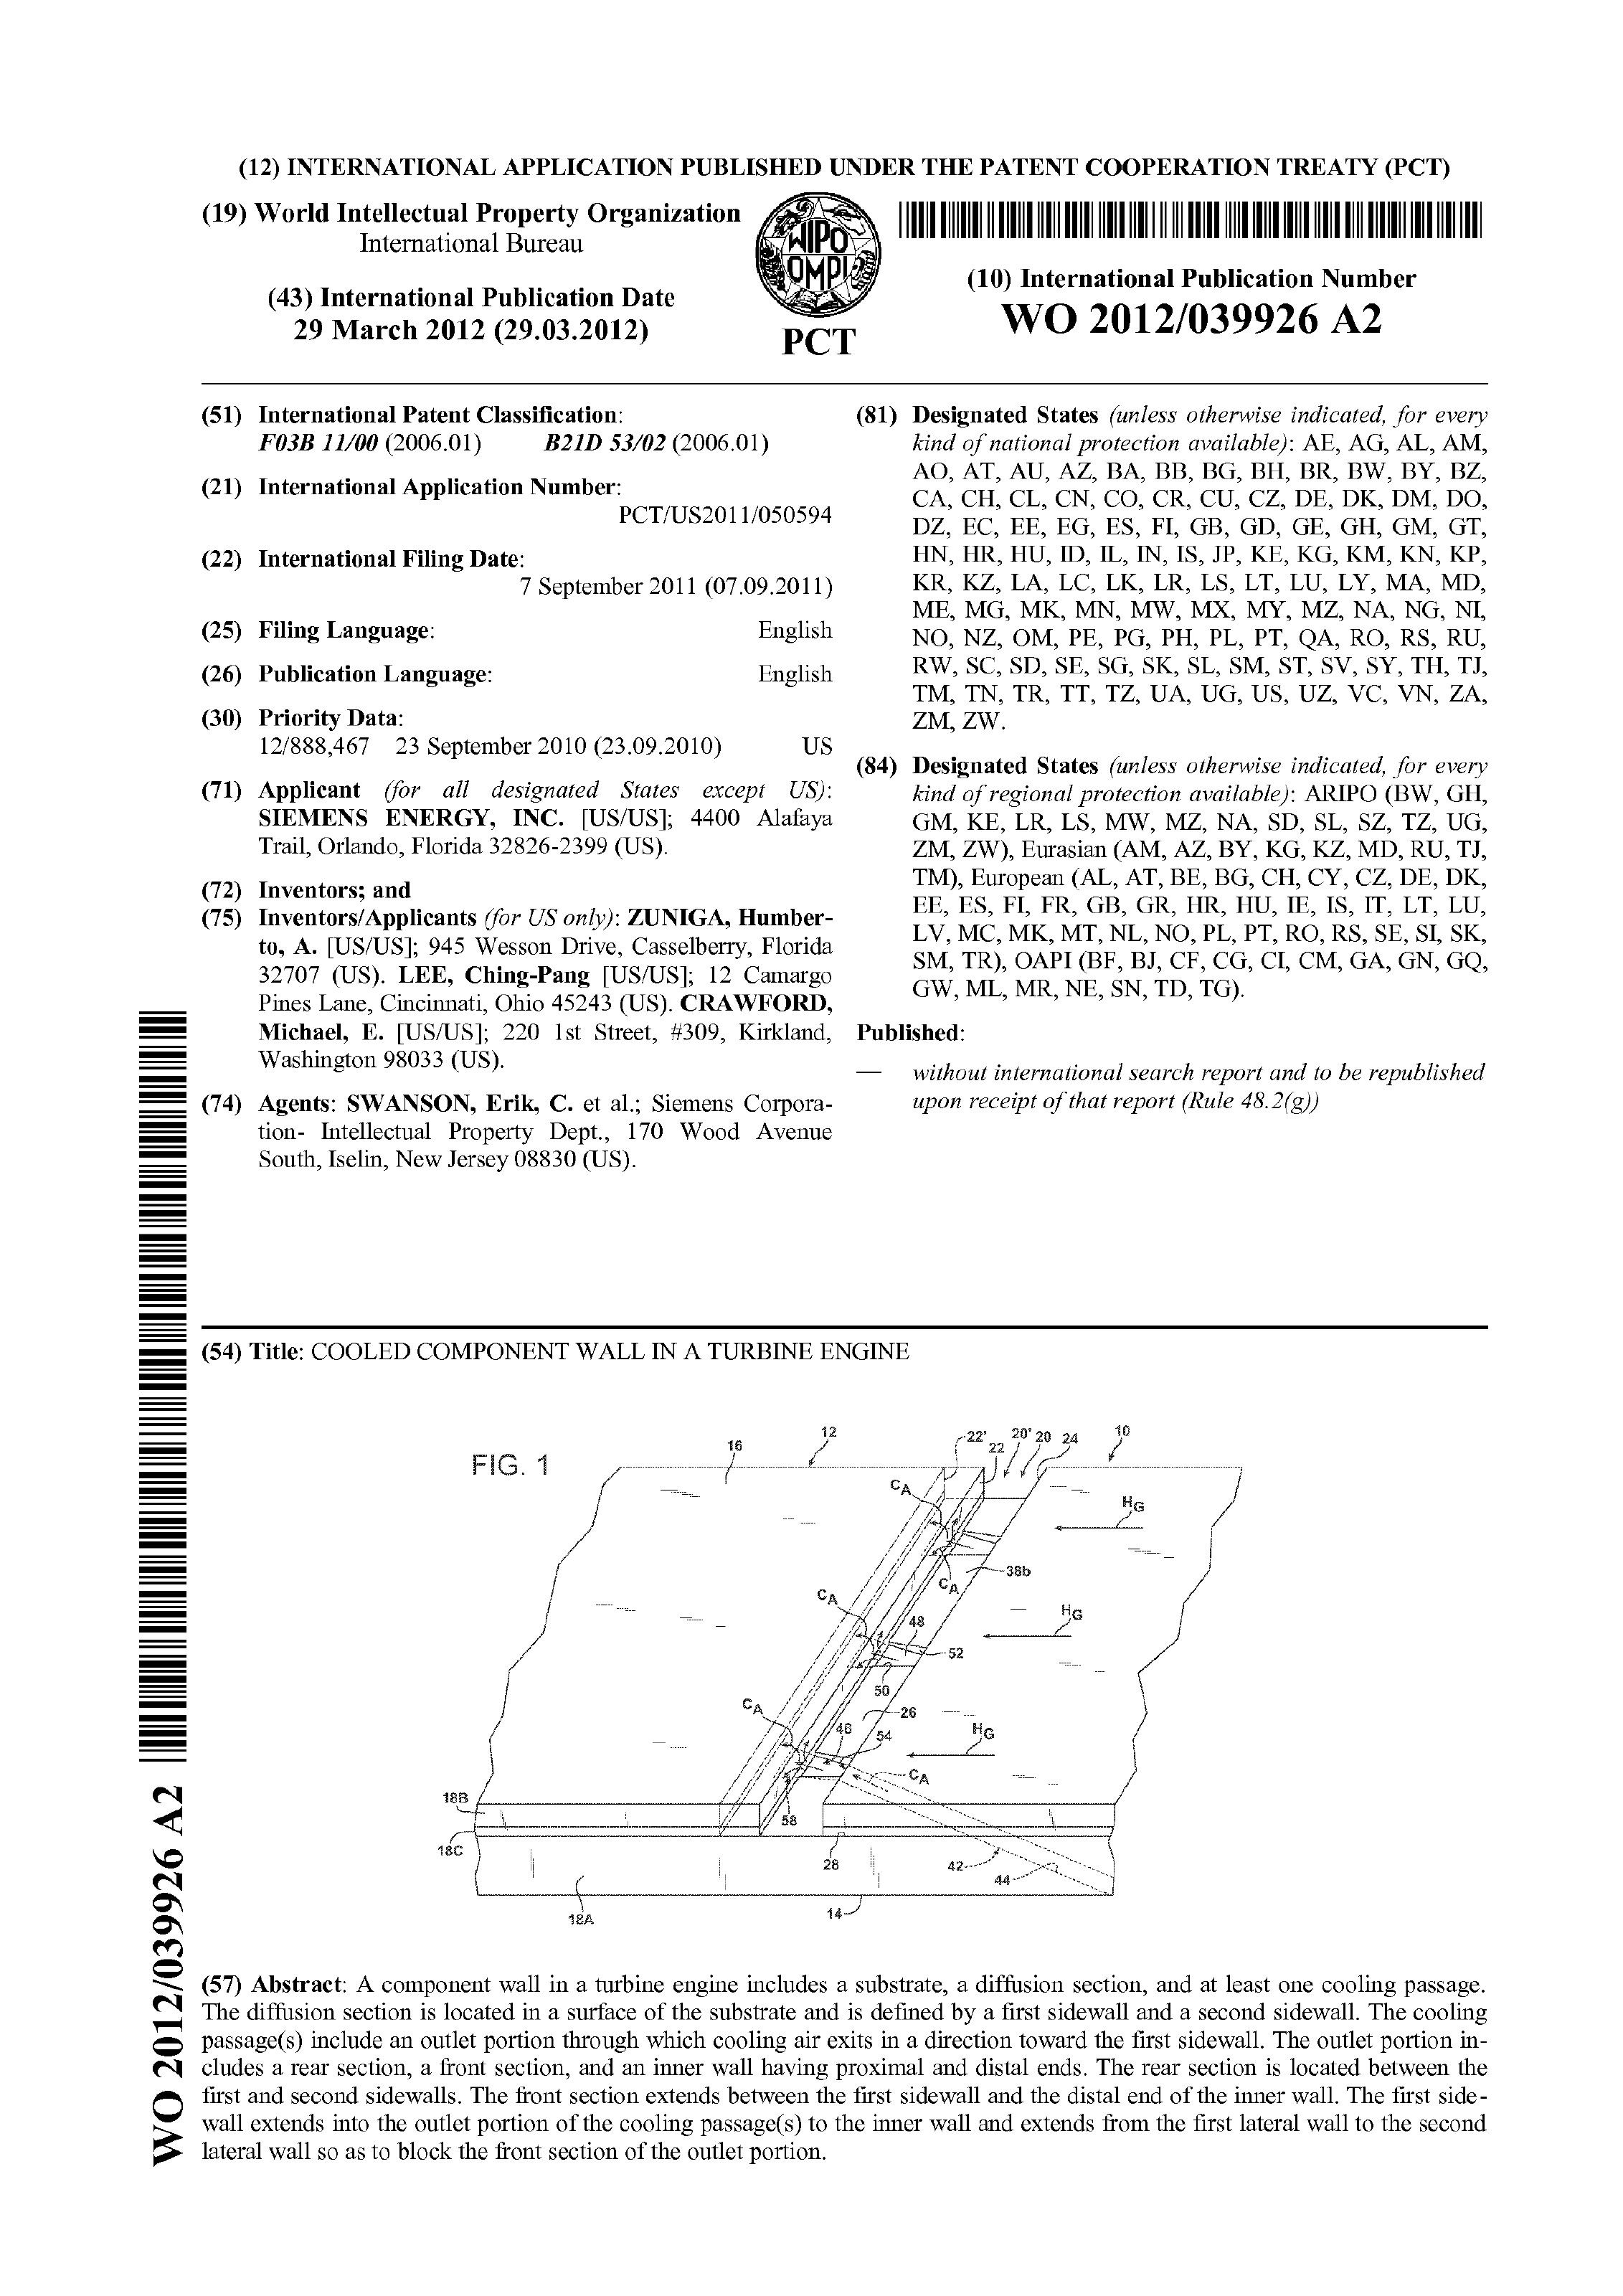 (12) INTERNATIONAL APPLICATION PUBLISHED UNDER THE PATENT COOPERATION TREATY (PCT)
(19) World Intellectual Property Organization
International Bureau
WIPO
OMPI
PCT
(43) International Publication Date
29 March 2012 (29.03.2012)
(10) International Publication Number
WO 2012/039926 A2
(51) International Patent Classification:
F03B 11/00 (2006.01) B21D 53/02 (2006.01)
(21) International Application Number:
PCT/US2011/050594
(22) International Filing Date:
7 September 2011 (07.09.2011)
(25) Filing Language: English
(26) Publication Language: English
(30) Priority Data:
12/888,467 23 September 2010 (23.09.2010) US
(71) Applicant (for all designated States except US):
SIEMENS ENERGY, INC. [US/US]; 4400 Alafaya
Trail, Orlando, Florida 32826-2399 (US).
(72) Inventors; and
(75) Inventors/Applicants (for US only): ZUNIGA, Humber-
to, A. [US/US]; 945 Wesson Drive, Casselberry, Florida
32707 (US). LEE, Ching-Pang [US/US]; 12 Camargo
Pines Lane, Cincinnati, Ohio 45243 (US). CRAWFORD,
Michael, E. [US/US]; 220 1st Street, #309, Kirkland,
Washington 98033 (US).
(74) Agents: SWANSON, Erik, C. et al.; Siemens Corpora-
tion- Intellectual Property Dept., 170 Wood Avenue
South, Iselin, New Jersey 08830 (US).
(81) Designated States (unless otherwise indicated, for every
kind of national protection available): AE, AG, AL, AM,
AO, AT, AU, AZ, BA, BB, BG, BH, BR, BW, BY, BZ,
CA, CH, CL, CN, CO, CR, CU, CZ, DE, DK, DM, DO,
DZ, EC, EE, EG, ES, FI, GB, GD, GE, GH, GM, GT,
HN, HR, HU, ID, IL, IN, IS, JP, KE, KG, KM, KN, KP,
KR, KZ, LA, LC, LK, LR, LS, LT, LU, LY, MA, MD,
ME, MG, MK, MN, MW, MX, MY, MZ, NA, NG, NI,
NO, NZ, OM, PE, PG, PH, PL, PT, QA, RO, RS, RU,
RW, SC, SD, SE, SG, SK, SL, SM, ST, SV, SY, TH, TJ,
TM, TN, TR, TT, TZ, UA, UG, US, UZ, VC, VN, ZA,
ZM, ZW.
(84) Designated States (unless otherwise indicated, for every
kind of regional protection available): ARIPO (BW, GH,
GM, KE, LR, LS, MW, MZ, NA, SD, SL, SZ, TZ, UG,
ZM, ZW), Eurasian (AM, AZ, BY, KG, KZ, MD, RU, TJ,
TM), European (AL, AT, BE, BG, CH, CY, CZ, DE, DK,
EE, ES, FI, FR, GB, GR, HR, HU, IE, IS, IT, LT, LU,
LV, MC, MK, MT, NL, NO, PL, PT, RO, RS, SE, SI, SK,
SM, TR), OAPI (BF, BJ, CF, CG, CI, CM, GA, GN, GQ,
GW, ML, MR, NE, SN, TD, TG).
Published:
— without international search report and to be republished
upon receipt of that report (Rule 48.2(g))
(54) Title: COOLED COMPONENT WALL IN A TURBINE ENGINE
FIG. 1
16
12
22'
22
20'
20
24
10
CA
HG
CA
38b
CA
HG
48
52
50
CA
26
46
54
HG
CA
18B
58
18C
28
42
44
18A
14
(57) Abstract: A component wall in a turbine engine includes a substrate, a diffusion section, and at least one cooling passage.
The diffusion section is located in a surface of the substrate and is defined by a first sidewall and a second sidewall. The cooling
passage(s) include an outlet portion through which cooling air exits in a direction toward the first sidewall. The outlet portion in-
cludes a rear section, a front section, and an inner wall having proximal and distal ends. The rear section is located between the
first and second sidewalls. The front section extends between the first sidewall and the distal end of the inner wall. The first side-
wall extends into the outlet portion of the cooling passage(s) to the inner wall and extends from the first lateral wall to the second
lateral wall so as to block the front section of the outlet portion.
WO 2012/039926 A2